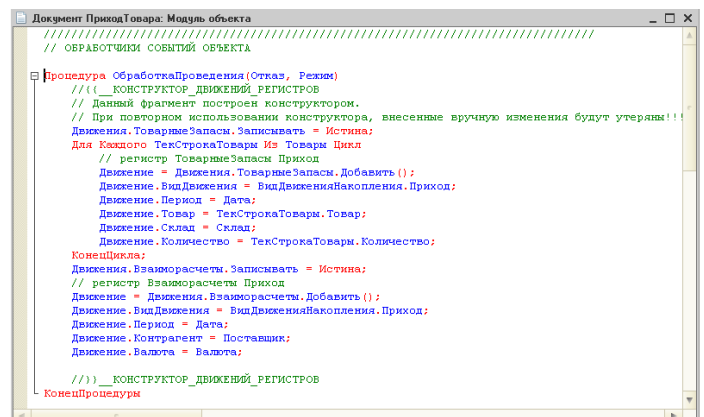 Документ ПриходТовара: Модуль объекта
////////////////////////////////////////////////////////////////////////////////
// ОБРАБОТЧИКИ СОБЫТИЙ ОБЪЕКТА
Процедура ОбработкаПроведения(Отказ, Режим)
//{{__КОНСТРУКТОР_ДВИЖЕНИЙ_РЕГИСТРОВ
// Данный фрагмент построен конструктором.
// При повторном использовании конструктора, внесенные вручную изменения будут утеряны!!!
Движения.ТоварныеЗапасы.Записывать = Истина;
Для Каждого ТекСтрокаТовары Из Товары Цикл
// регистр ТоварныеЗапасы Приход
Движение = Движения.ТоварныеЗапасы.Добавить();
Движение.ВидДвижения = ВидДвиженияНакопления.Приход;
Движение.Период = Дата;
Движение.Товар = ТекСтрокаТовары.Товар;
Движение.Склад = Склад;
Движение.Количество = ТекСтрокаТовары.Количество;
КонецЦикла;
Движения.Взаиморасчеты.Записывать = Истина;
// регистр Взаиморасчеты Приход
Движение = Движения.Взаиморасчеты.Добавить();
Движение.ВидДвижения = ВидДвиженияНакопления.Приход;
Движение.Период = Дата;
Движение.Контрагент = Поставщик;
Движение.Валюта = Валюта;
//}}__КОНСТРУКТОР_ДВИЖЕНИЙ_РЕГИСТРОВ
КонецПроцедуры